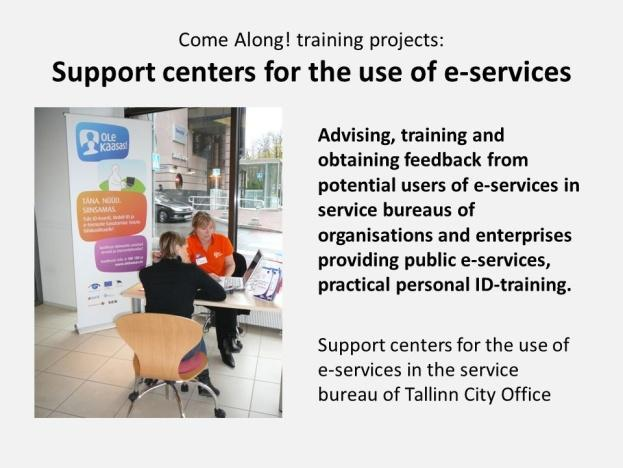 Come Along! training projects:
Support centers for the use of e-services
OLE
KAASAS!
TÄNA. NÜÜD.
SIINSAMAS.
Advising, training and
obtaining feedback from
potential users of e-services in
service bureaus of
organisations and enterprises
providing public e-services,
practical personal ID-training.
Support centers for the use of
e-services in the service
bureau of Tallinn City Office